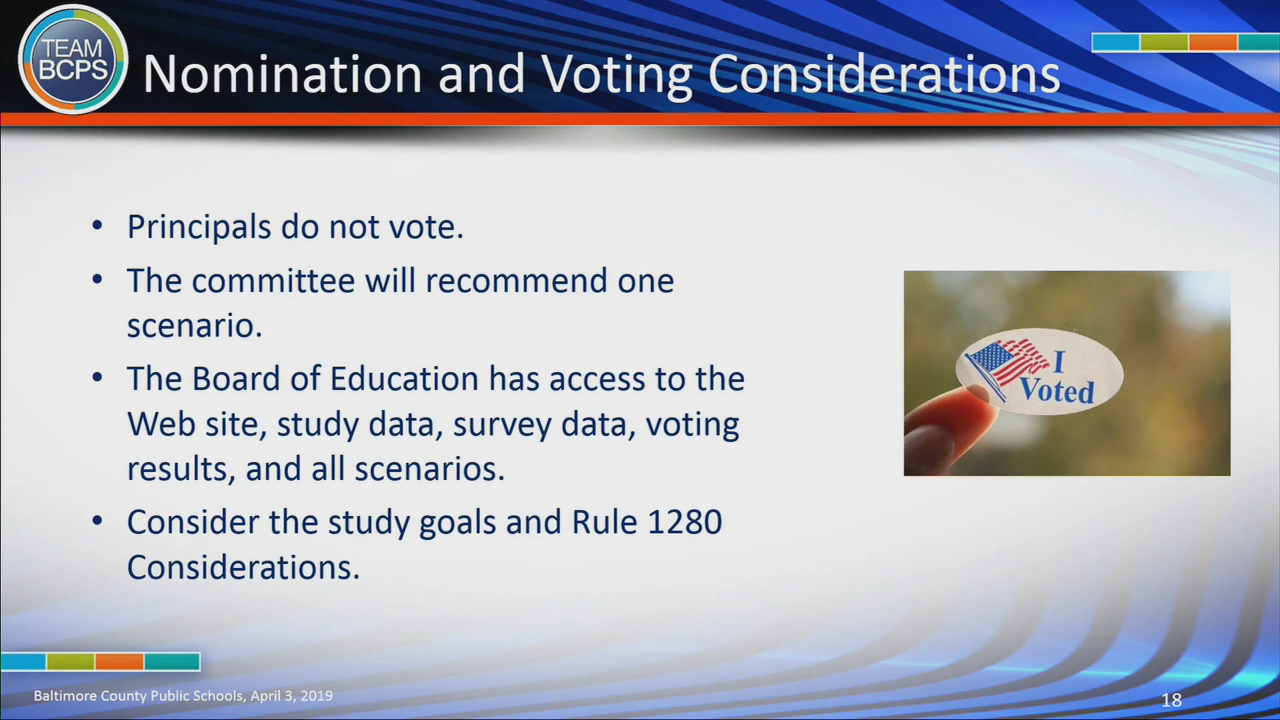 TEAM
BCPS
Nomination and Voting Considerations
• Principals do not vote.
• The committee will recommend one
scenario.
• The Board of Education has access to the
Web site, study data, survey data, voting
results, and all scenarios.
• Consider the study goals and Rule 1280
Considerations.
I
Voted
Baltimore County Public Schools, April 3, 2019
18